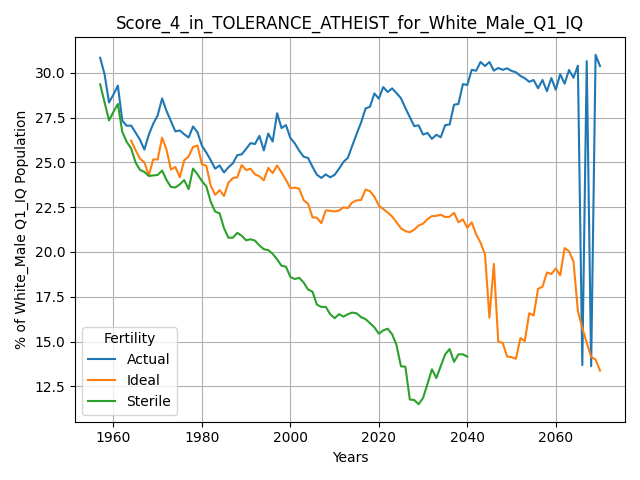 Score_4_in_TOLERANCE_ATHEIST_for_White_Male_Q1_IQ
% of White_Male Q1_IQ Population
30.0
27.5
25.0
22.5
20.0
17.5
15.0
12.5
Fertility
Actual
Ideal
Sterile
1960
1980
2000
2020
2040
2060
Years